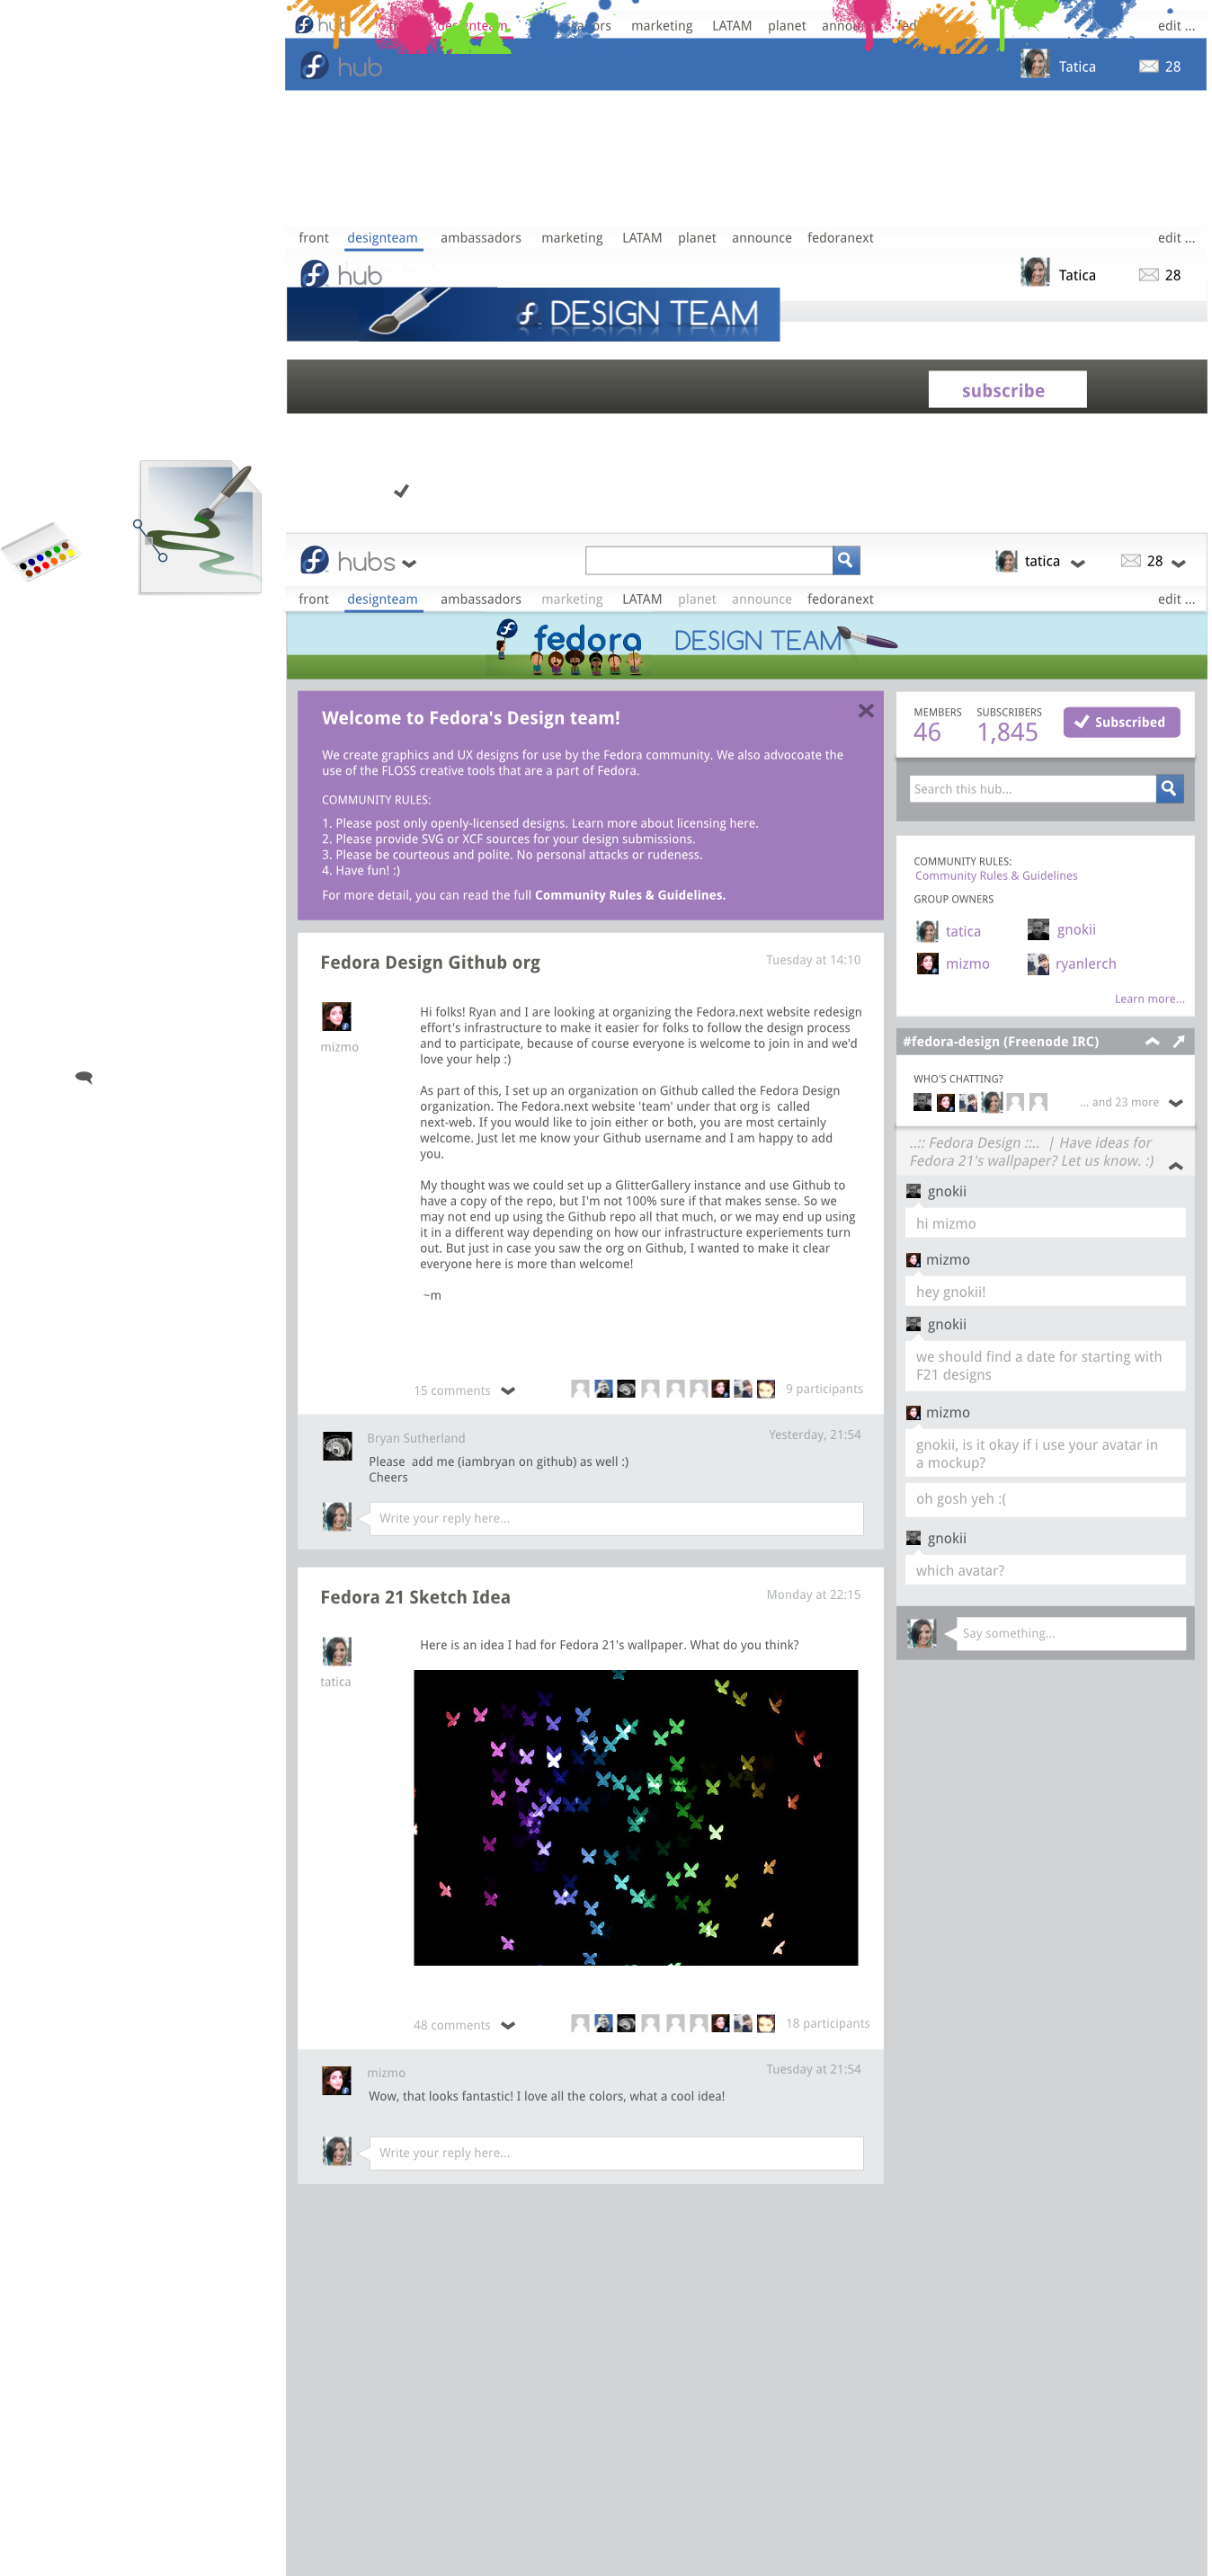 hub
designteam
marketing
LATAM
planet
edit ...
hub
Tatica
28
front
designteam
ambassadors
marketing
LATAM
planet
announce
fedoranext
edit ...
hub
Tatica
28
DESIGN TEAM
subscribe
hubs
tatica
28
front
designteam
ambassadors
marketing
LATAM
planet
announce
fedoranext
edit ...
fedora
DESIGN TEAM
Welcome to Fedora's Design team!
We create graphics and UX designs for use by the Fedora community. We also advocoate the
use of the FLOSS creative tools that are a part of Fedora.
COMMUNITY RULES:
1. Please post only openly-licensed designs. Learn more about licensing here.
2. Please provide SVG or XCF sources for your design submissions.
3. Please be courteous and polite. No personal attacks or rudeness.
4. Have fun! :)
For more detail, you can read the full Community Rules & Guidelines.
Fedora Design Github org
Tuesday at 14:10
mizmo
Hi folks! Ryan and I are looking at organizing the Fedora.next website redesign
effort's infrastructure to make it easier for folks to follow the design process
and to participate, because of course everyone is welcome to join in and we'd
love your help :)
As part of this, I set up an organization on Github called the Fedora Design
organization. The Fedora.next website 'team' under that org is  called
next-web. If you would like to join either or both, you are most certainly
welcome. Just let me know your Github username and I am happy to add
you.
My thought was we could set up a GlitterGallery instance and use Github to
have a copy of the repo, but I'm not 100% sure if that makes sense. So we
may not end up using the Github repo all that much, or we may end up using
it in a different way depending on how our infrastructure experiements turn
out. But just in case you saw the org on Github, I wanted to make it clear
everyone here is more than welcome!
~m
15 comments
9 participants
Bryan Sutherland
Yesterday, 21:54
Please  add me (iambryan on github) as well :)
Cheers
Write your reply here...
Fedora 21 Sketch Idea
Monday at 22:15
tatica
Here is an idea I had for Fedora 21's wallpaper. What do you think?
48 comments
18 participants
mizmo
Tuesday at 21:54
Wow, that looks fantastic! I love all the colors, what a cool idea!
Write your reply here...
MEMBERS
46
SUBSCRIBERS
1,845
Subscribed
Search this hub...
COMMUNITY RULES:
Community Rules & Guidelines
GROUP OWNERS
tatica
gnokii
mizmo
ryanlerch
Learn more...
#fedora-design (Freenode IRC)
WHO'S CHATTING?
... and 23 more
..:: Fedora Design ::..  | Have ideas for
Fedora 21's wallpaper? Let us know. :)
gnokii
hi mizmo
mizmo
hey gnokii!
gnokii
we should find a date for starting with
F21 designs
mizmo
gnokii, is it okay if i use your avatar in
a mockup?
oh gosh yeh :(
gnokii
which avatar?
Say something...